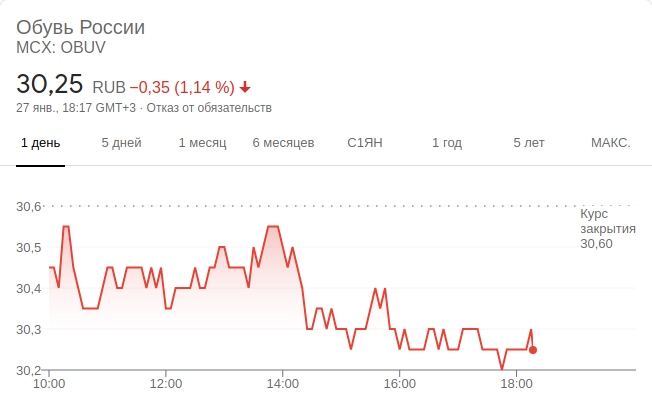 Обувь России
MCX: OBUV
30,25 RUB −0,35 (1,14 %)
27 янв., 18:17 GMT+3 · Отказ от обязательств
1 день 5 дней 1 месяц 6 месяцев С1ЯН 1 год 5 лет МАКС.
30,6
Курс
закрытия
30,60
30,5
30,4
30,3
30,2
10:00 12:00 14:00 16:00 18:00